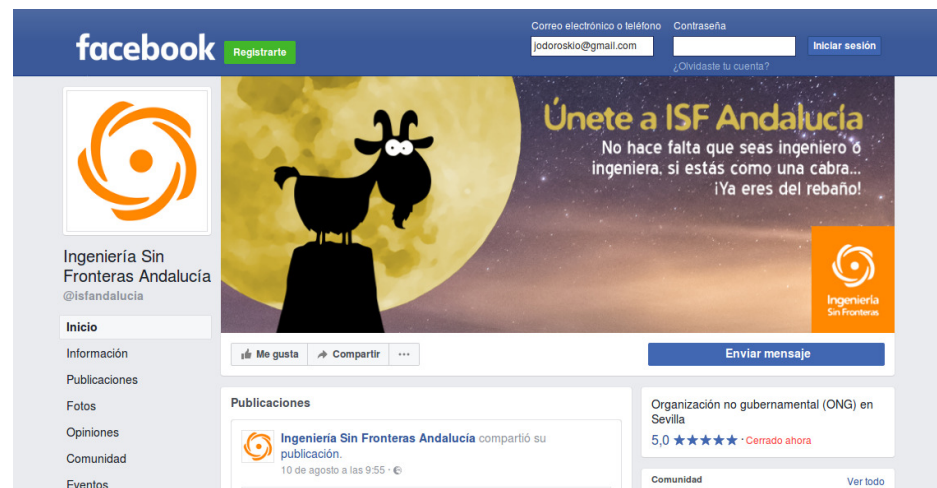 Correo electrónico o teléfono
Contraseña
facebook
Registrarte
jodoroskio@gmail.com
Iniciar sesión
¿Olvidaste tu cuenta?
Únete a ISF Andalucía
No hace falta que seas ingeniero o
ingeniera, si estás como una cabra...
¡Ya eres del rebaño!
Ingeniería
Sin Fronteras
Ingeniería Sin
Fronteras Andalucía
@isfandalucia
Inicio
Información
Publicaciones
Fotos
Opiniones
Comunidad
Eventos
Me gusta
Compartir
Enviar mensaje
Publicaciones
Ingeniería Sin Fronteras Andalucía compartió su
publicación.
10 de agosto a las 9:55 ·
Organización no gubernamental (ONG) en
Sevilla
5,0 ★★★★★ · Cerrado ahora
Comunidad
Ver todo